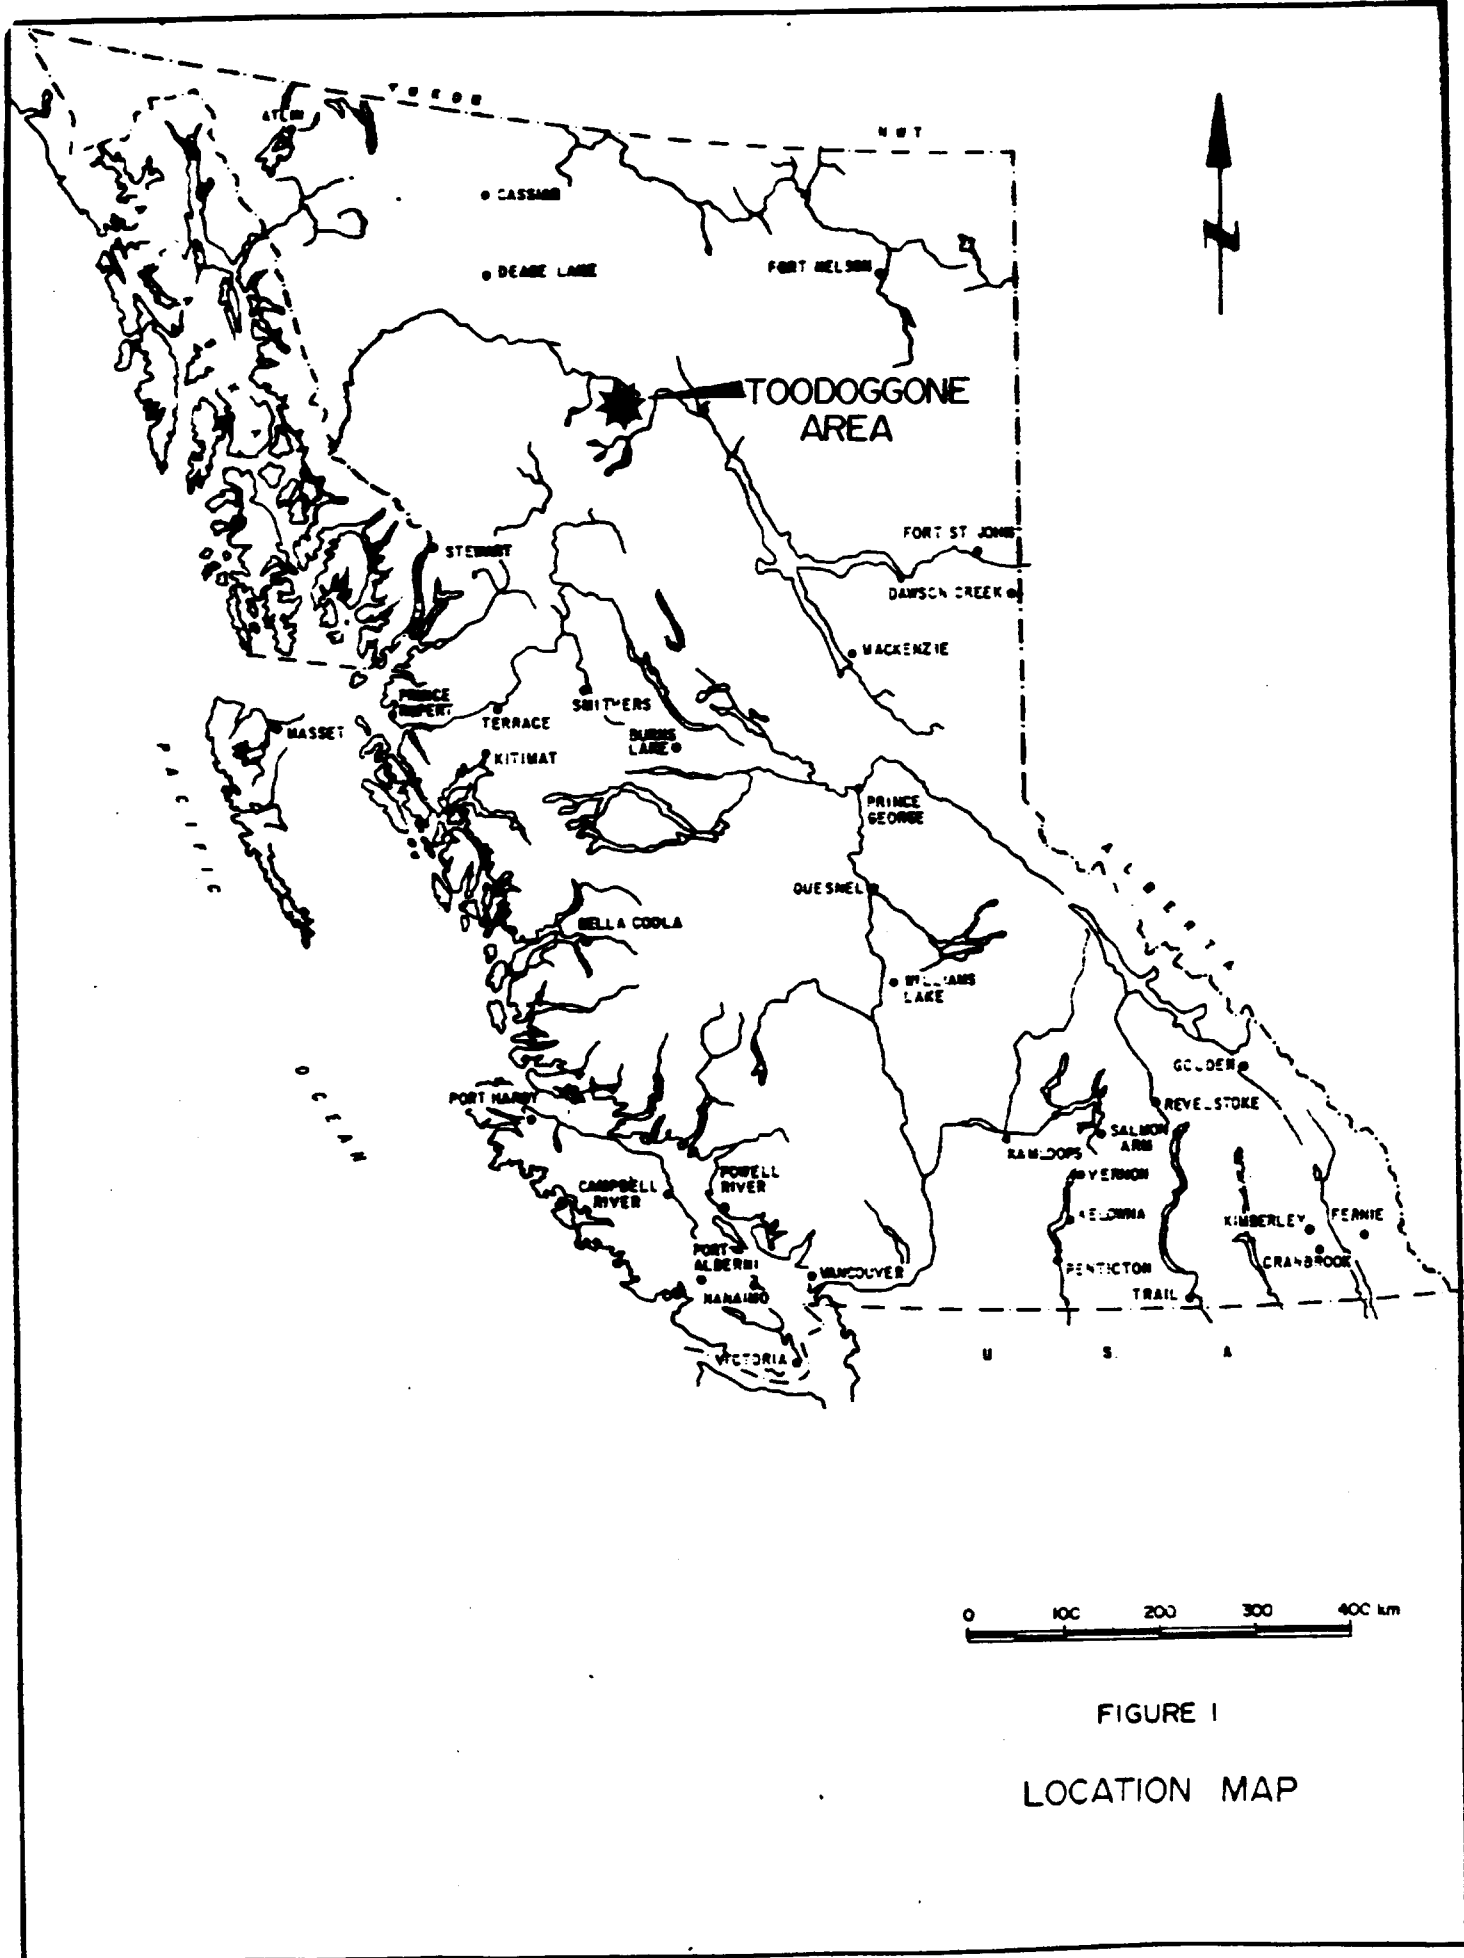 YUKON
N W T
ATLIN
CASSIAR
DEASE LAKE
FORT NELSON
TOODOGGONE
AREA
FORT ST JOHN
STEWART
DAWSON CREEK
MACKENZIE
PRINCE
RUPERT
SMITHERS
TERRACE
MASSET
BURNS
LAKE
KITIMAT
PRINCE
GEORGE
PACIFIC
ALBERTA
QUESNEL
BELLA COOLA
WILLIAMS
LAKE
OCEAN
GOLDEN
PORT HARDY
REVELSTOKE
SALMON
ARM
KAMLOOPS
POWELL
RIVER
VERNON
CAMPBELL
RIVER
KELOWNA
KIMBERLEY
FERNIE
PORT
ALBERNI
CRANBROOK
PENTICTON
VANCOUVER
NANAIMO
TRAIL
VICTORIA
U S A
N
0 100 200 300 400 km
FIGURE 1
LOCATION MAP